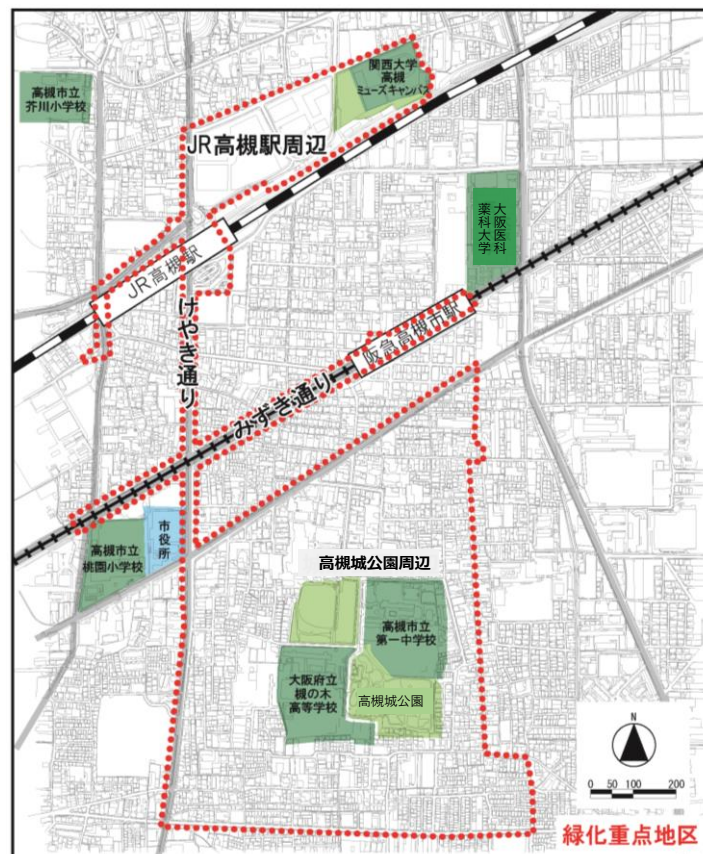 関西大学
高槻
ミューズキャンパス
高槻市立
芥川小学校
JR高槻駅周辺
大阪医科
薬科大学
JR高槻駅
けやき通り
阪急高槻市駅
みずき通り
市役所
高槻市立
桃園小学校
高槻城公園周辺
高槻市立
第一中学校
大阪府立
槻の木
高等学校
高槻城公園
N
0 50 100 200
緑化重点地区